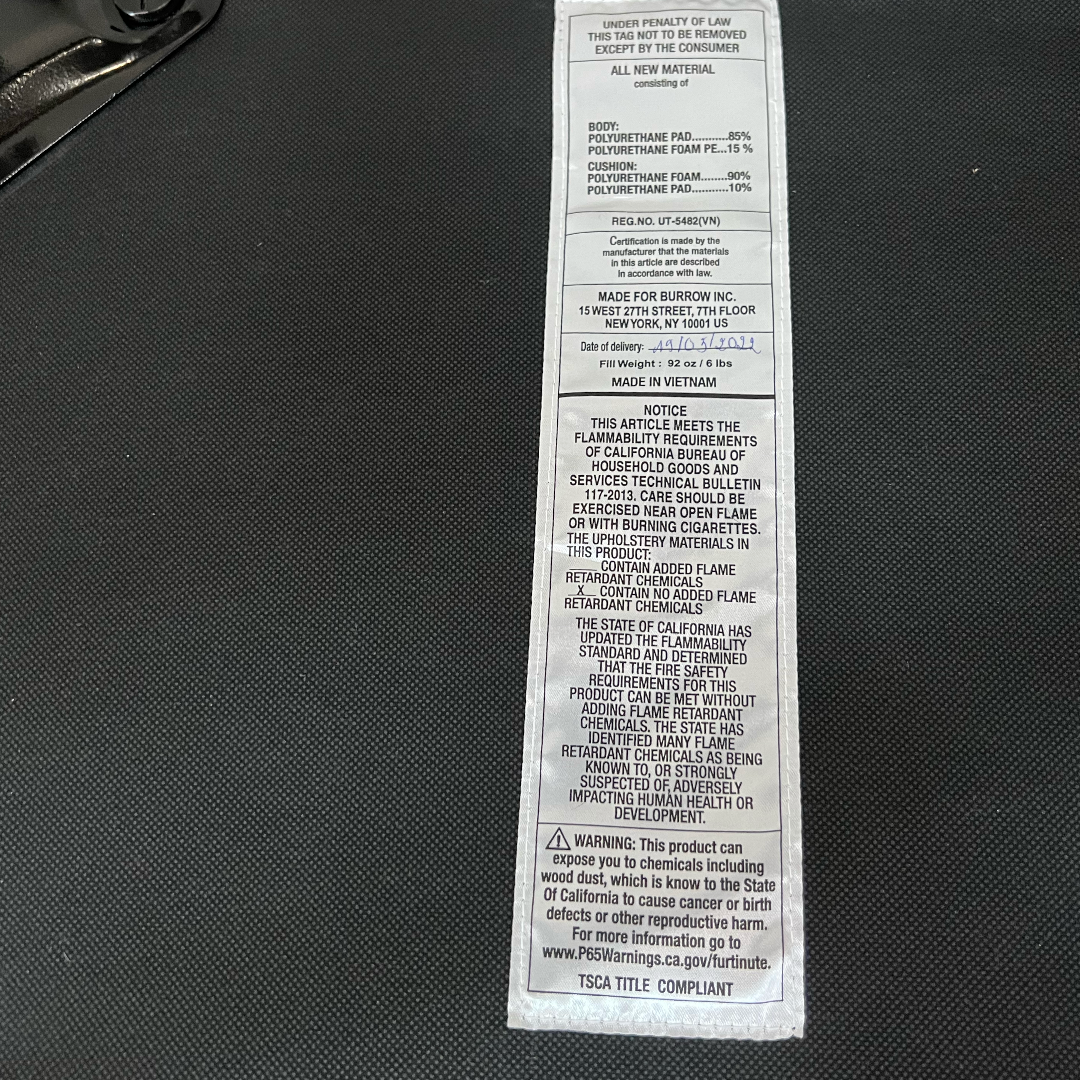 UNDER PENALTY OF LAW
THIS TAG NOT TO BE REMOVED
EXCEPT BY THE CONSUMER
ALL NEW MATERIAL
consisting of
BODY:
POLYURETHANE PAD...........85%
POLYURETHANE FOAM PE...15 %
CUSHION:
POLYURETHANE FOAM........90%
POLYURETHANE PAD...........10%
REG.NO. UT-5482(VN)
Certification is made by the
manufacturer that the materials
in this article are described
in accordance with law.
MADE FOR BURROW INC.
15 WEST 27TH STREET, 7TH FLOOR
NEW YORK, NY 10001 US
Date of delivery: 19/05/2022
Fill Weight : 92 oz / 6 lbs
MADE IN VIETNAM
NOTICE
THIS ARTICLE MEETS THE
FLAMMABILITY REQUIREMENTS
OF CALIFORNIA BUREAU OF
HOUSEHOLD GOODS AND
SERVICES TECHNICAL BULLETIN
117-2013. CARE SHOULD BE
EXERCISED NEAR OPEN FLAME
OR WITH BURNING CIGARETTES.
THE UPHOLSTERY MATERIALS IN
THIS PRODUCT:
____ CONTAIN ADDED FLAME
RETARDANT CHEMICALS
_X_ CONTAIN NO ADDED FLAME
RETARDANT CHEMICALS
THE STATE OF CALIFORNIA HAS
UPDATED THE FLAMMABILITY
STANDARD AND DETERMINED
THAT THE FIRE SAFETY
REQUIREMENTS FOR THIS
PRODUCT CAN BE MET WITHOUT
ADDING FLAME RETARDANT
CHEMICALS. THE STATE HAS
IDENTIFIED MANY FLAME
RETARDANT CHEMICALS AS BEING
KNOWN TO, OR STRONGLY
SUSPECTED OF, ADVERSELY
IMPACTING HUMAN HEALTH OR
DEVELOPMENT.
WARNING: This product can
expose you to chemicals including
wood dust, which is know to the State
Of California to cause cancer or birth
defects or other reproductive harm.
For more information go to
www.P65Warnings.ca.gov/furtinute.
TSCA TITLE COMPLIANT